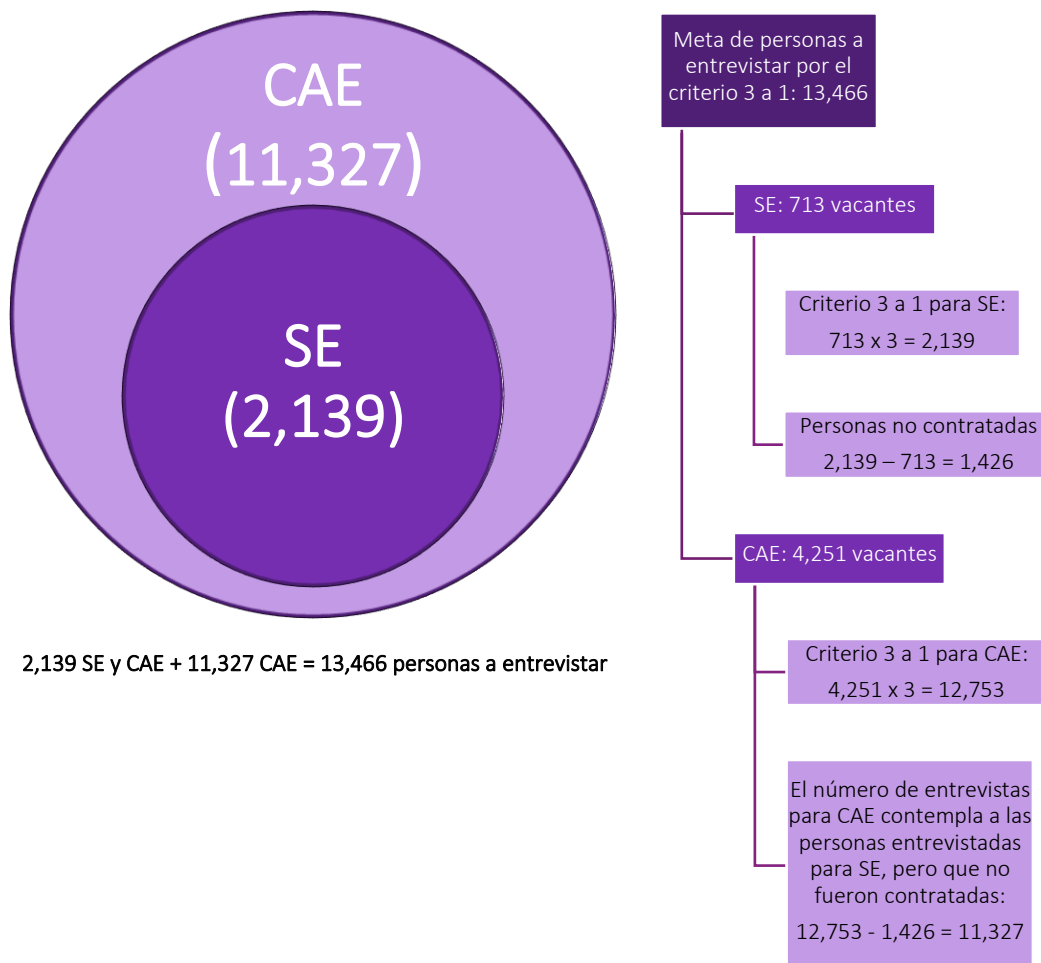 CAE
(11,327)
SE
(2,139)
2,139 SE y CAE + 11,327 CAE = 13,466 personas a entrevistar
Meta de personas a
entrevistar por el
criterio 3 a 1: 13,466
SE: 713 vacantes
Criterio 3 a 1 para SE:
713 x 3 = 2,139
Personas no contratadas
2,139 – 713 = 1,426
CAE: 4,251 vacantes
Criterio 3 a 1 para CAE:
4,251 x 3 = 12,753
El número de entrevistas
para CAE contempla a las
personas entrevistadas
para SE, pero que no
fueron contratadas:
12,753 - 1,426 = 11,327